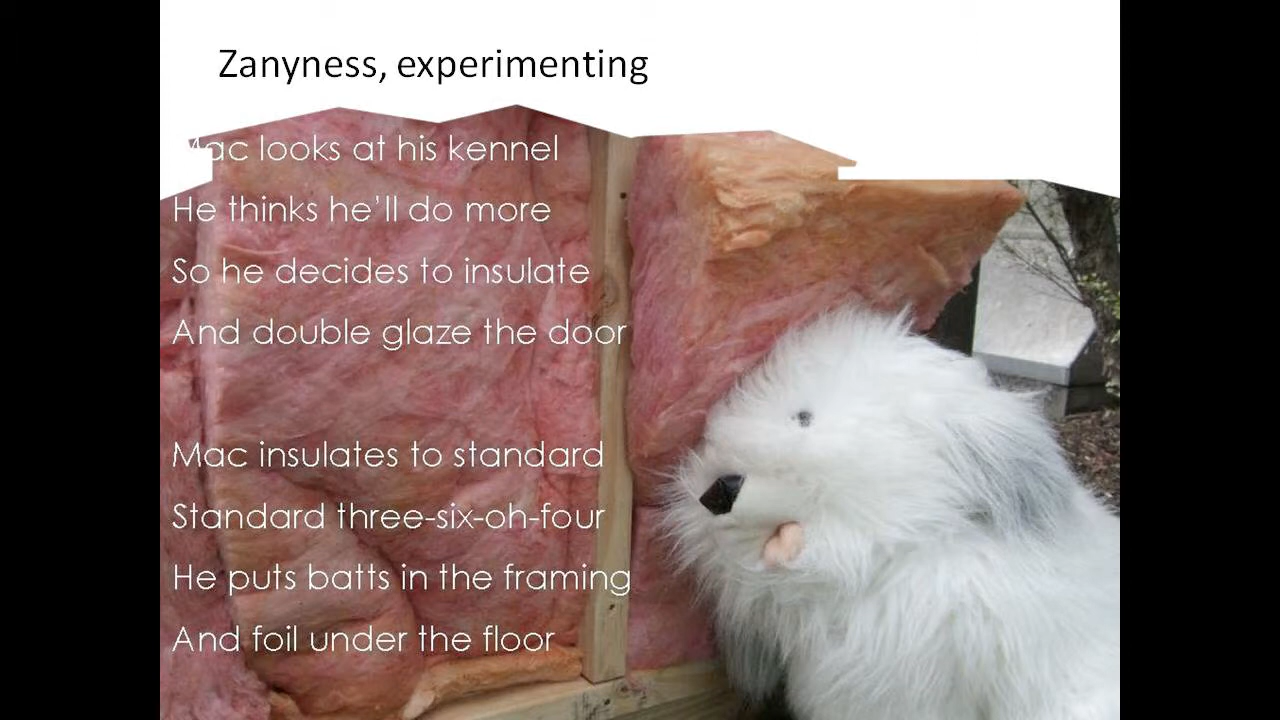 Zanyness, experimenting
Mac looks at his kennel
He thinks he'll do more
So he decides to insulate
And double glaze the door
Mac insulates to standard
Standard three-six-oh-four
He puts batts in the framing
And foil under the floor